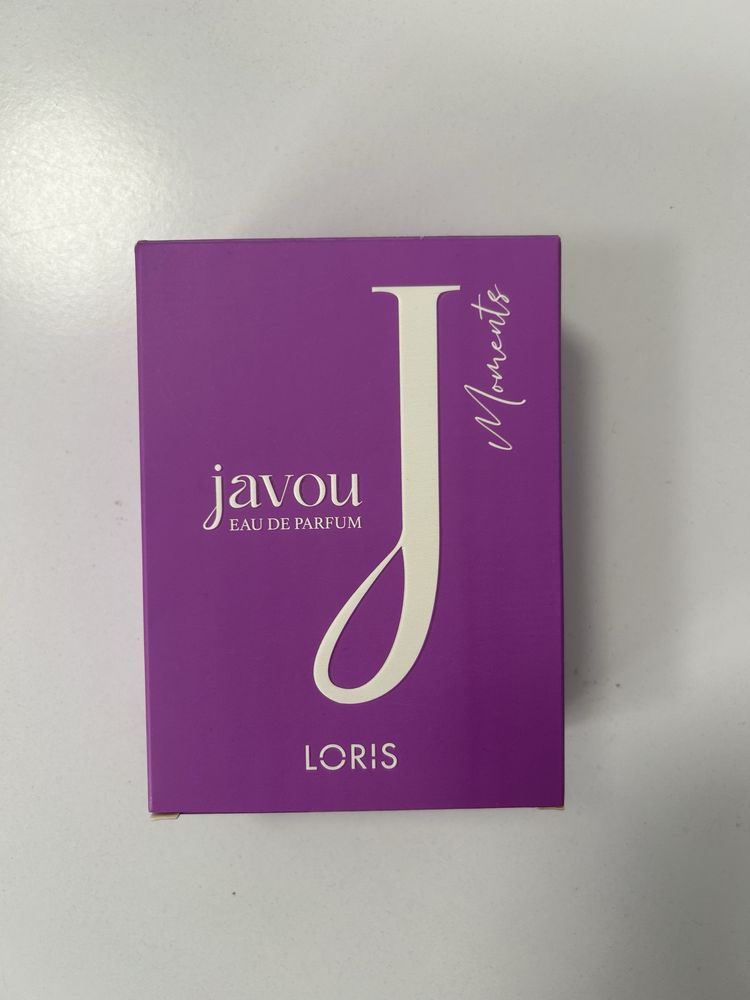 J
Moments
javou
EAU DE PARFUM
LORIS